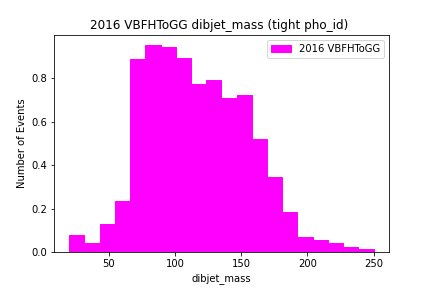 2016 VBFHToGG dibjet_mass (tight pho_id)
2016 VBFHToGG
Number of Events
0.8
0.6
0.4
0.2
0.0
50 100 150 200 250
dibjet_mass